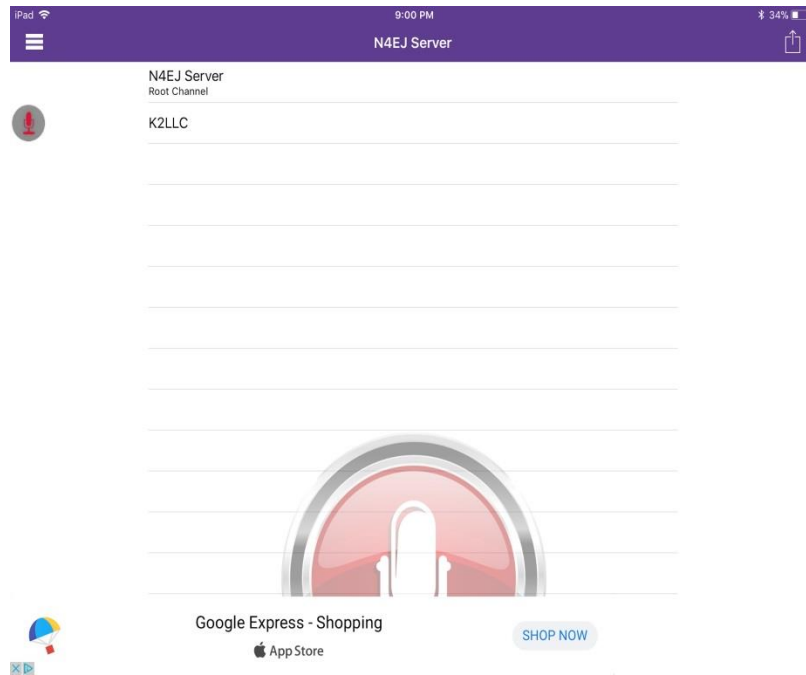 iPad 9:00 PM 34%
N4EJ Server
N4EJ Server
Root Channel
K2LLC
Google Express - Shopping
App Store
SHOP NOW